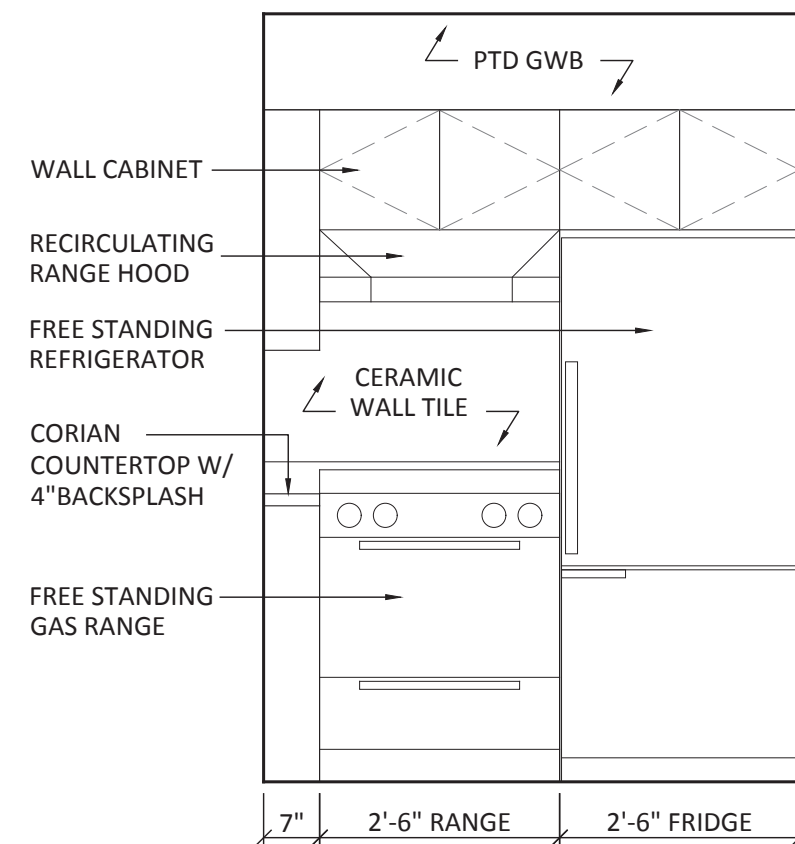 PTD GWB
WALL CABINET
RECIRCULATING
RANGE HOOD
FREE STANDING
REFRIGERATOR
CERAMIC
WALL TILE
CORIAN
COUNTERTOP W/
4"BACKSPLASH
FREE STANDING
GAS RANGE
7"
2'-6" RANGE
2'-6" FRIDGE